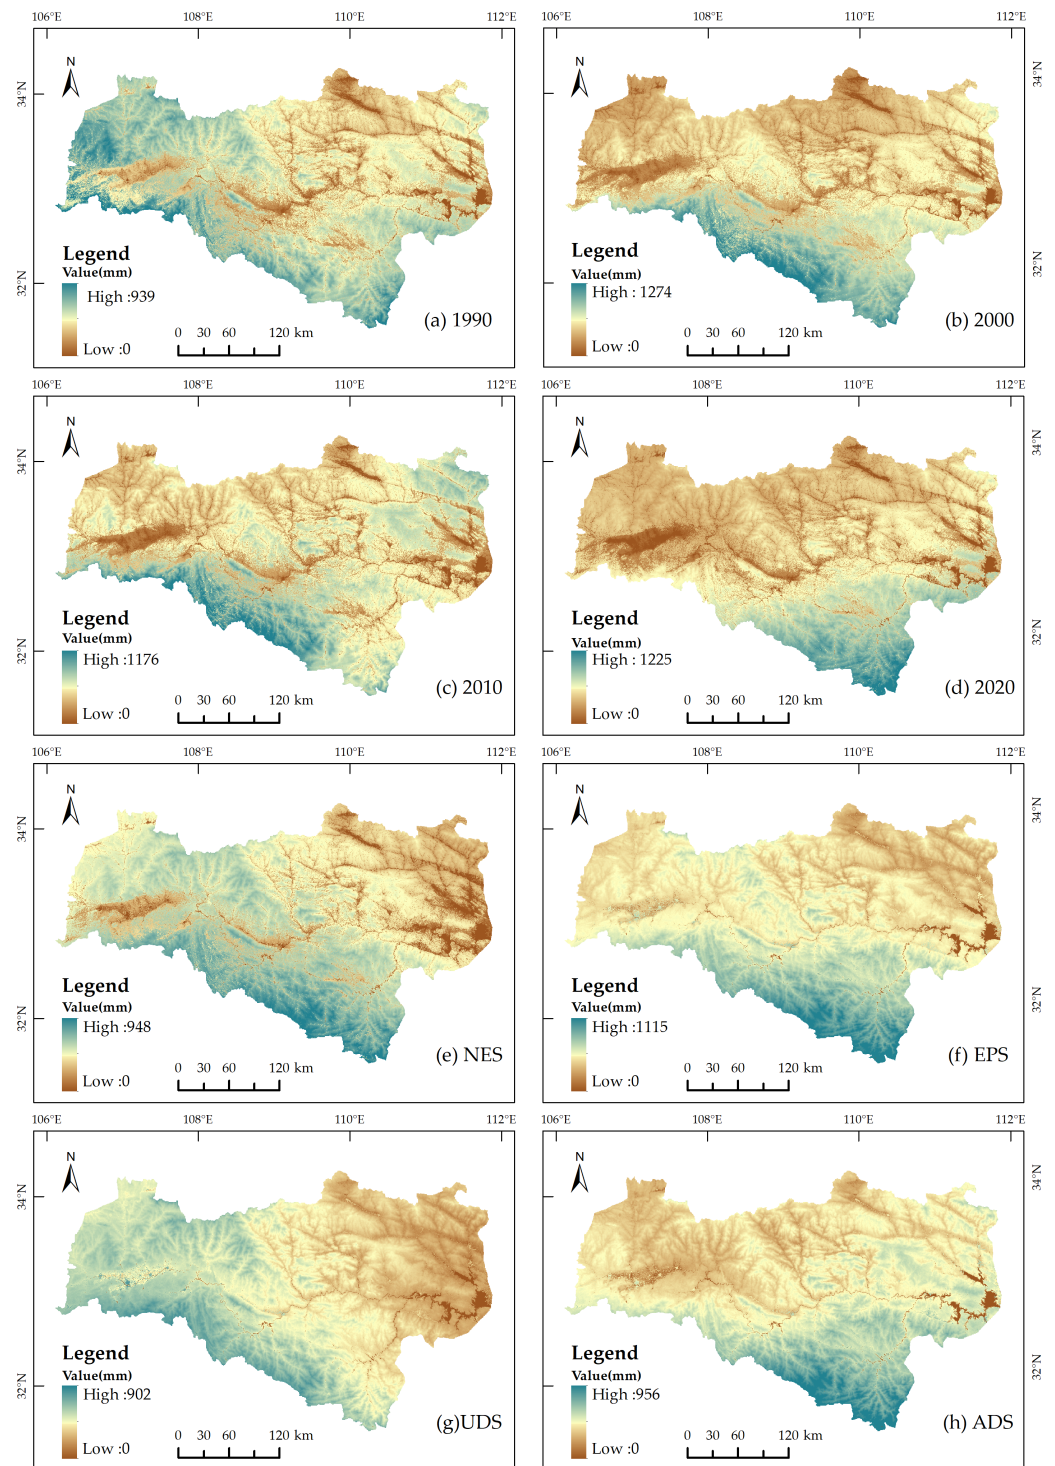 106°E 108°E 110°E 112°E
34°N
32°N
N
Legend
Value(mm)
High :939
Low :0
0 30 60 120 km
(a) 1990
106°E 108°E 110°E 112°E
34°N
32°N
N
Legend
Value(mm)
High : 1274
Low :0
0 30 60 120 km
(b) 2000
106°E 108°E 110°E 112°E
34°N
32°N
N
Legend
Value(mm)
High :1176
Low :0
0 30 60 120 km
(c) 2010
106°E 108°E 110°E 112°E
34°N
32°N
N
Legend
Value(mm)
High : 1225
Low :0
0 30 60 120 km
(d) 2020
106°E 108°E 110°E 112°E
34°N
32°N
N
Legend
Value(mm)
High :948
Low :0
0 30 60 120 km
(e) NES
106°E 108°E 110°E 112°E
34°N
32°N
N
Legend
Value(mm)
High :1115
Low :0
0 30 60 120 km
(f) EPS
106°E 108°E 110°E 112°E
34°N
32°N
N
Legend
Value(mm)
High :902
Low :0
0 30 60 120 km
(g)UDS
106°E 108°E 110°E 112°E
34°N
32°N
N
Legend
Value(mm)
High :956
Low :0
0 30 60 120 km
(h) ADS